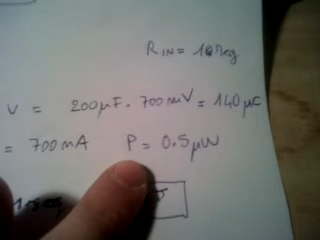 RIN = 10Meg
V = 200µF. 700mV = 140µC
= 700mA P = 0.5µW